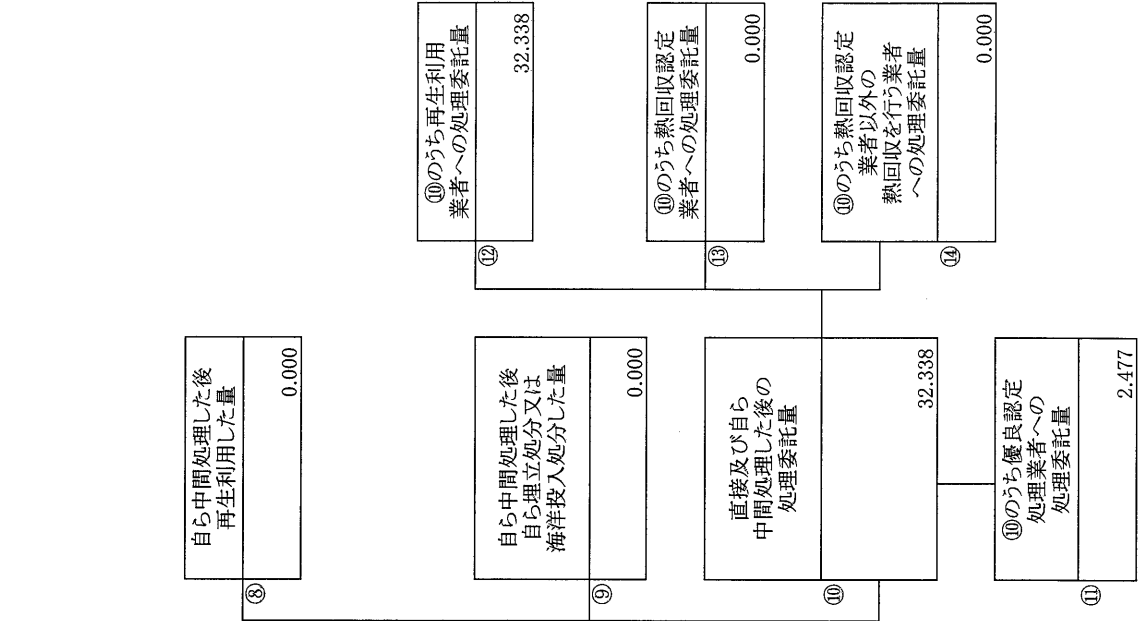 ⑧
自ら中間処理した後
再生利用した量
0.000
⑨
自ら中間処理した後
自ら埋立処分又は
海洋投入処分した量
0.000
⑩
直接及び自ら
中間処理した後の
処理委託量
32.338
⑪
⑩のうち優良認定
処理業者への
処理委託量
2.477
⑫
⑩のうち再生利用
業者への処理委託量
32.338
⑬
⑩のうち熱回収認定
業者への処理委託量
0.000
⑭
⑩のうち熱回収認定
業者以外の
熱回収を行う業者
への処理委託量
0.000